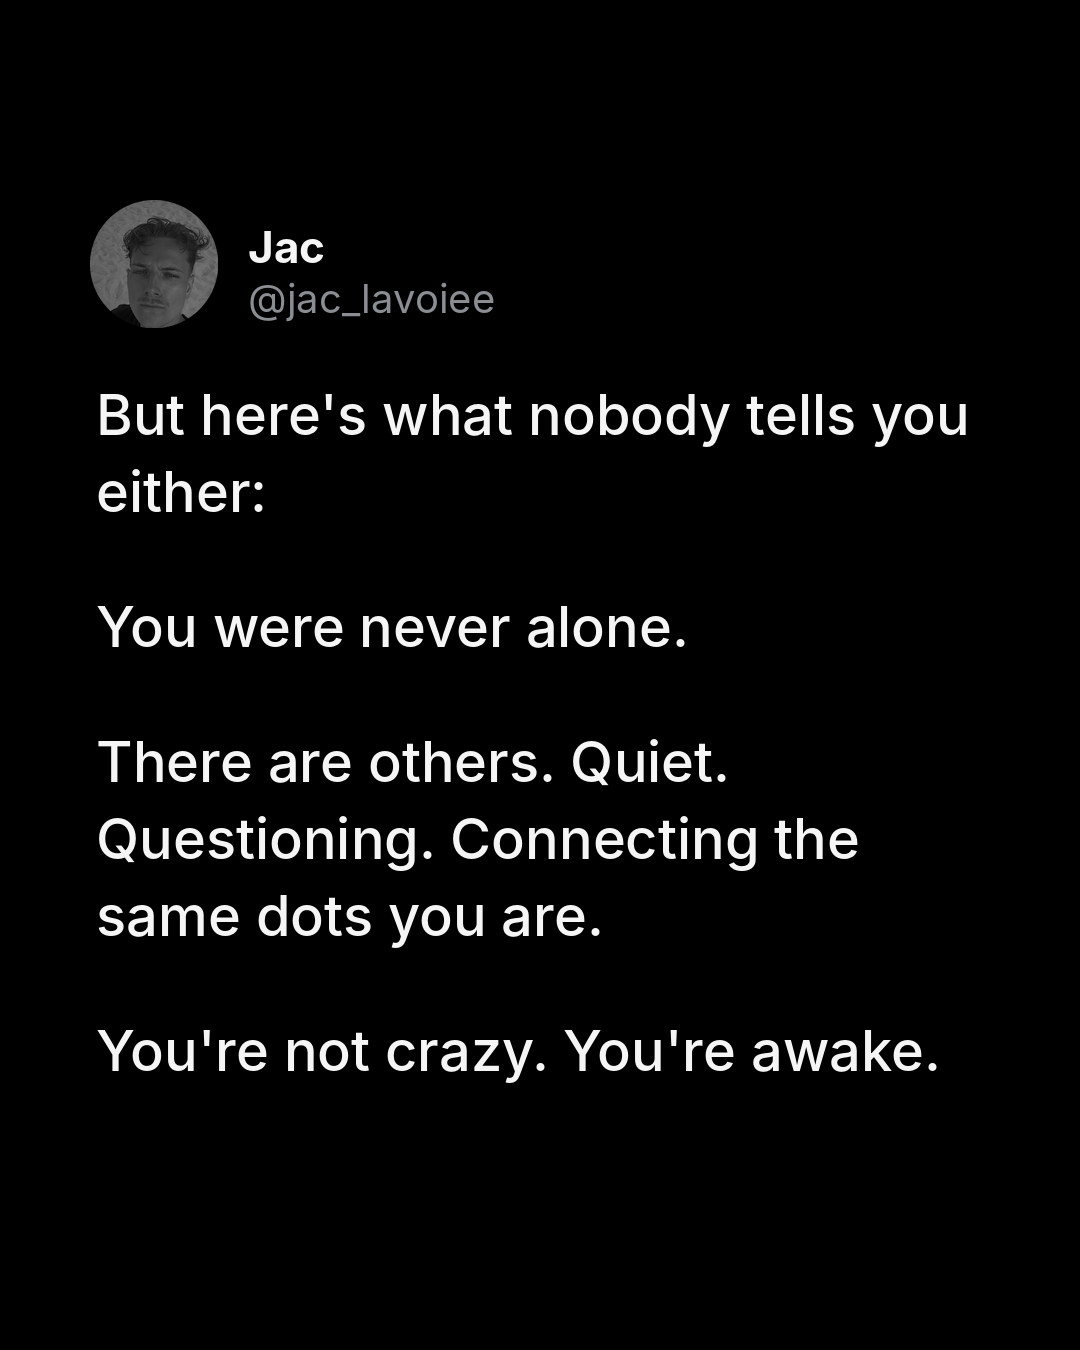 Jac
@jac_lavoiee
But here's what nobody tells you
either:
You were never alone.
There are others. Quiet.
Questioning. Connecting the
same dots you are.
You're not crazy. You're awake.